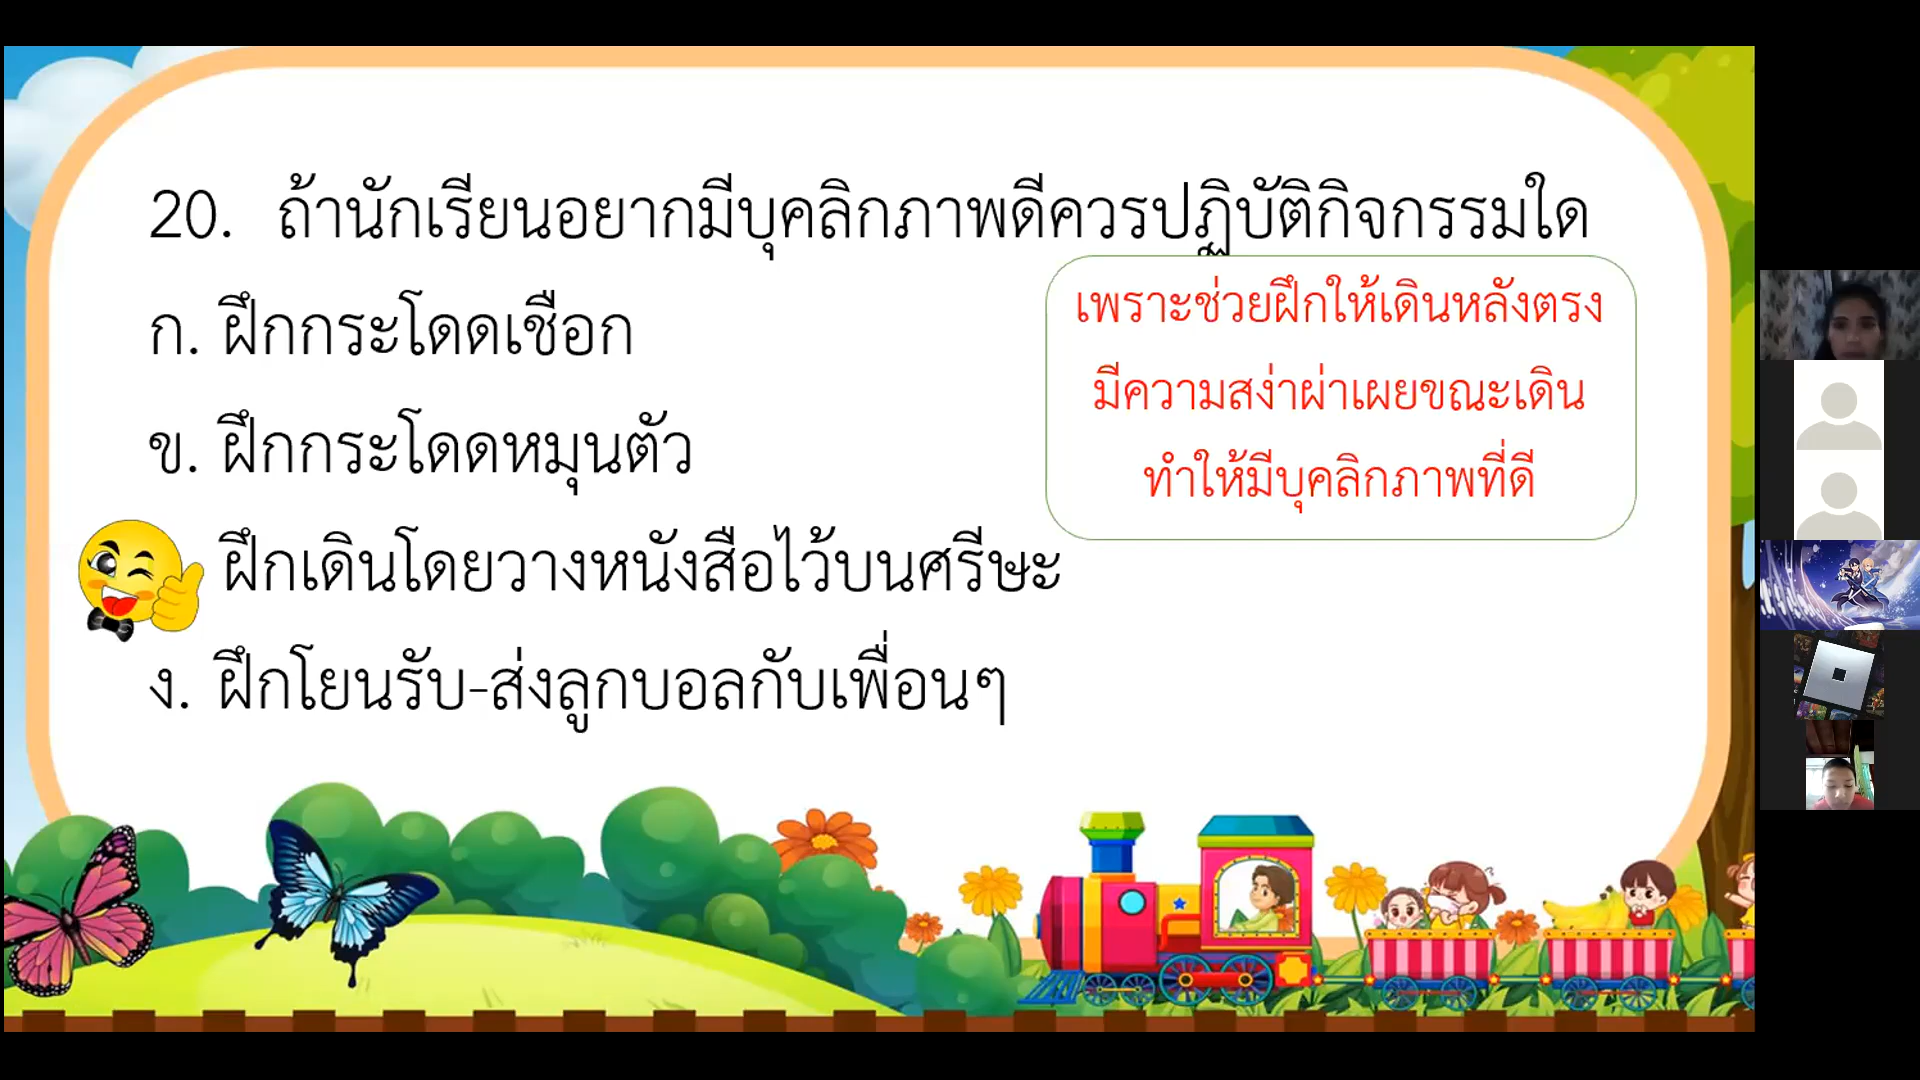 20. ถ้านักเรียนอยากมีบุคลิกภาพดีควรปฏิบัติกิจกรรมใด
ก. ฝึกกระโดดเชือก
ข. ฝึกกระโดดหมุนตัว
ฝึกเดินโดยวางหนังสือไว้บนศรีษะ
ง. ฝึกโยนรับ-ส่งลูกบอลกับเพื่อนๆ
เพราะช่วยฝึกให้เดินหลังตรง
มีความสง่าผ่าเผยขณะเดิน
ทำให้มีบุคลิกภาพที่ดี